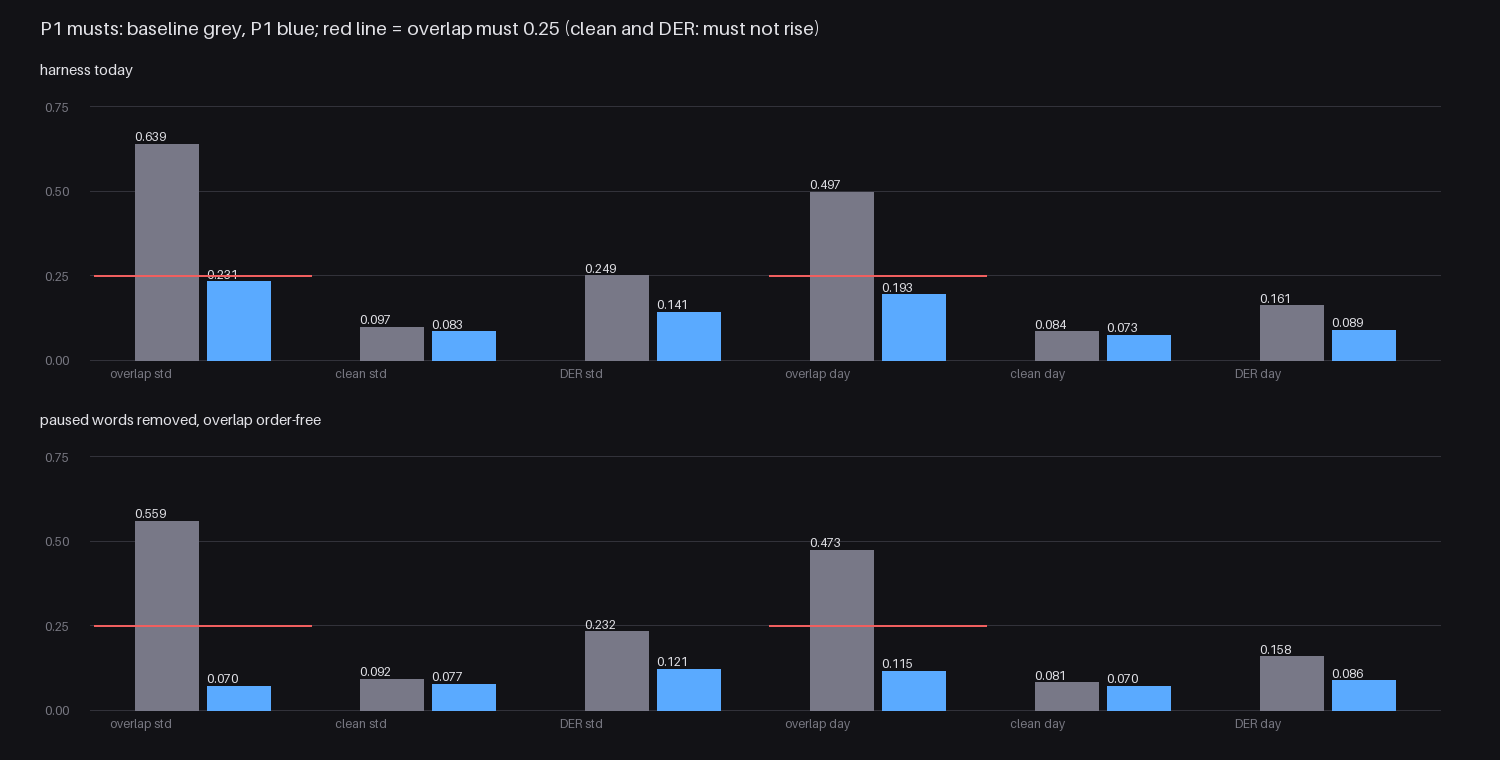 P1 musts: baseline grey, P1 blue; red line = overlap must 0.25 (clean and DER: must not rise)
harness today
0.75
0.639
0.50
0.497
0.25
0.231
0.249
0.193
0.161
0.141
0.097
0.083
0.084
0.073
0.089
0.00
overlap std
clean std
DER std
overlap day
clean day
DER day
paused words removed, overlap order-free
0.75
0.559
0.50
0.473
0.25
0.232
0.158
0.121
0.115
0.092
0.077
0.070
0.081
0.070
0.086
0.00
overlap std
clean std
DER std
overlap day
clean day
DER day